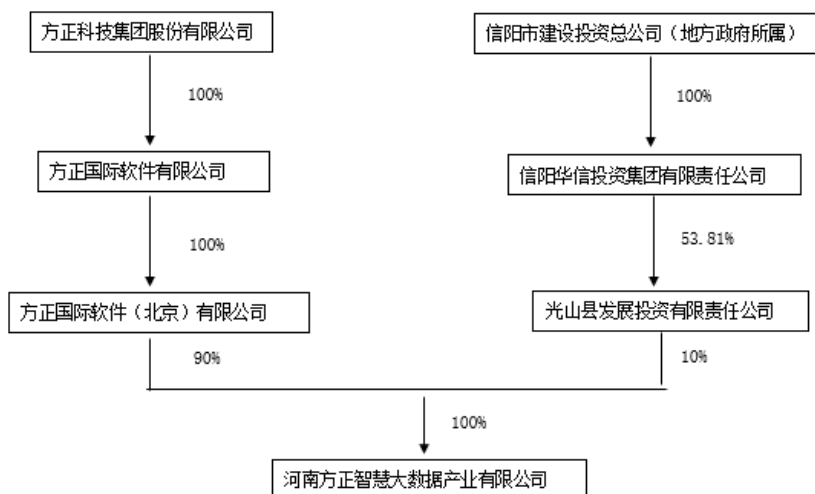 方正科技集团股份有限公司
信阳市建设投资总公司（地方政府所属）
100%
100%
方正国际软件有限公司
信阳华信投资集团有限责任公司
100%
53.81%
方正国际软件（北京）有限公司
光山县发展投资有限责任公司
90%
10%
100%
河南方正智慧大数据产业有限公司